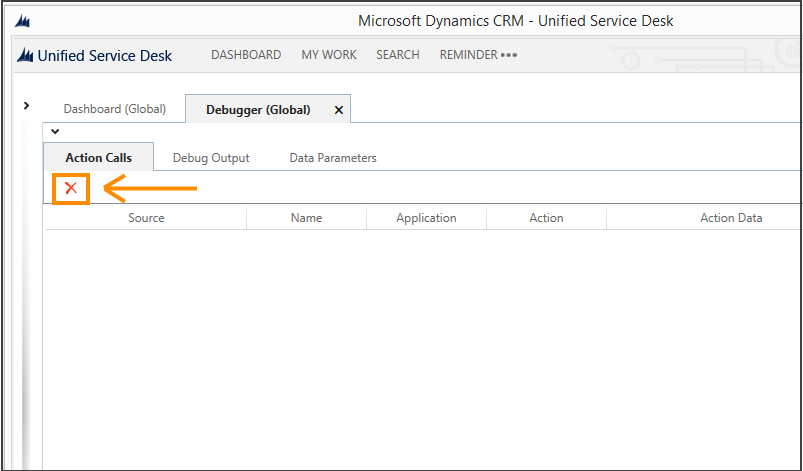 Microsoft Dynamics CRM - Unified Service Desk
Unified Service Desk DASHBOARD MY WORK SEARCH REMINDER •••
Dashboard (Global) Debugger (Global)
Action Calls Debug Output Data Parameters
Source Name Application Action Action Data